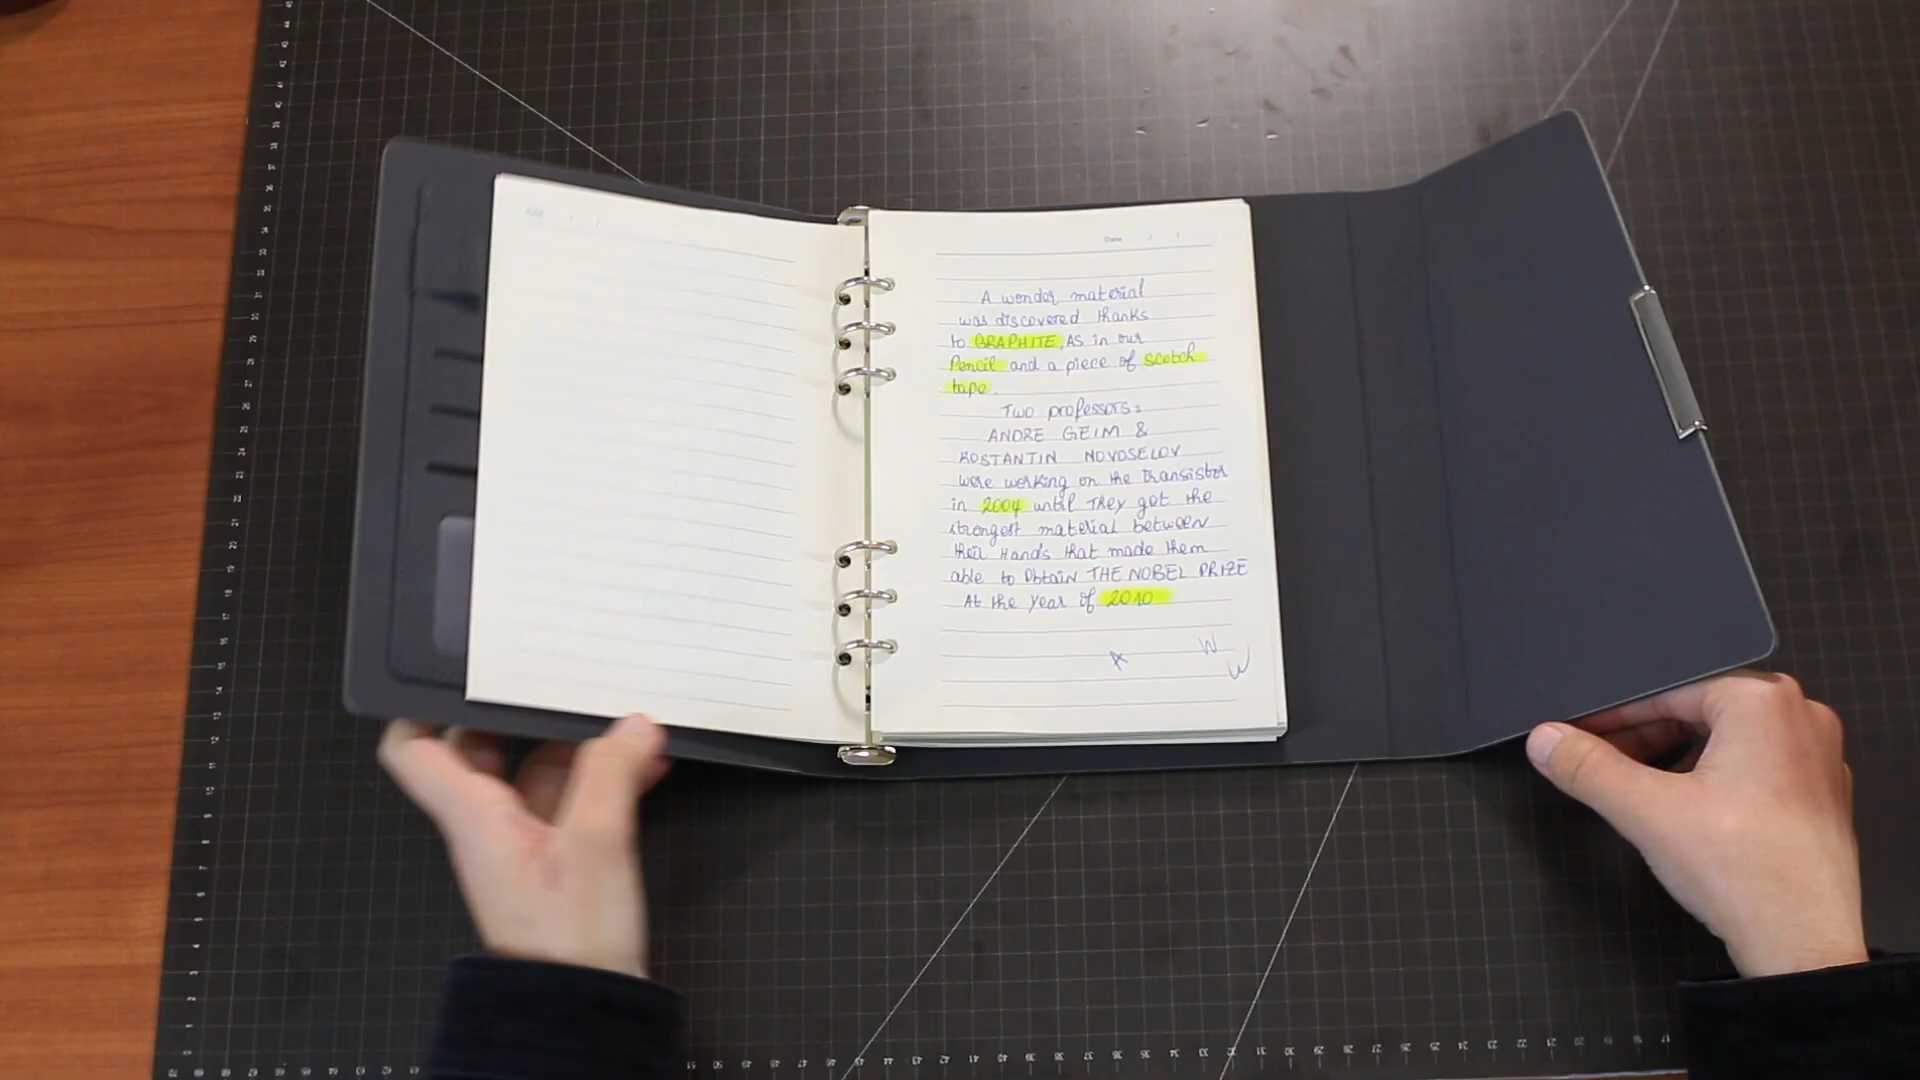 Date / /
A wonder material
was discovered thanks
to GRAPHITE, AS in our
Pencil and a piece of scotch
tape.
Two professors:
ANDRE GEIM &
KOSTANTIN NOVOSELOV
were working on the transistor
in 2004 until They got the
strongest material between
their Hands that made them
able to Obtain THE NOBEL PRIZE
At the Year of 2010
A W
W